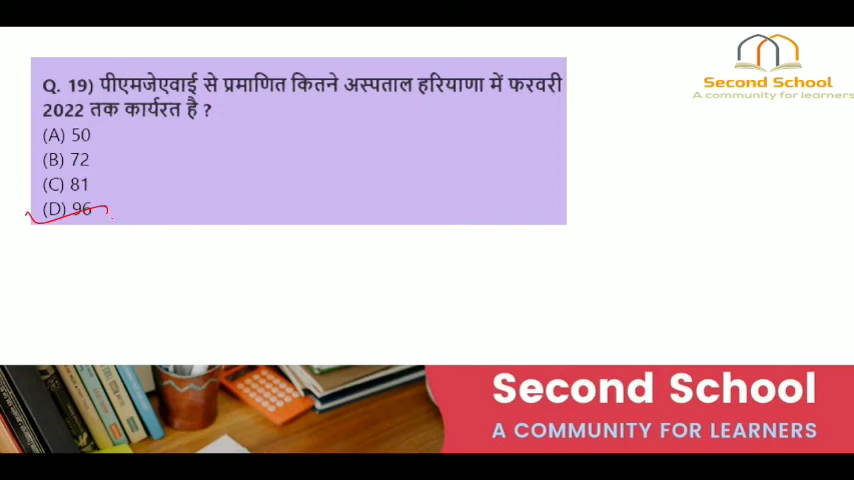 Second School
A community for learners
Q. 19) पीएमजेएवाई से प्रमाणित कितने अस्पताल हरियाणा में फरवरी
2022 तक कार्यरत है ?
(A) 50
(B) 72
(C) 81
(D) 96
Second School
A COMMUNITY FOR LEARNERS